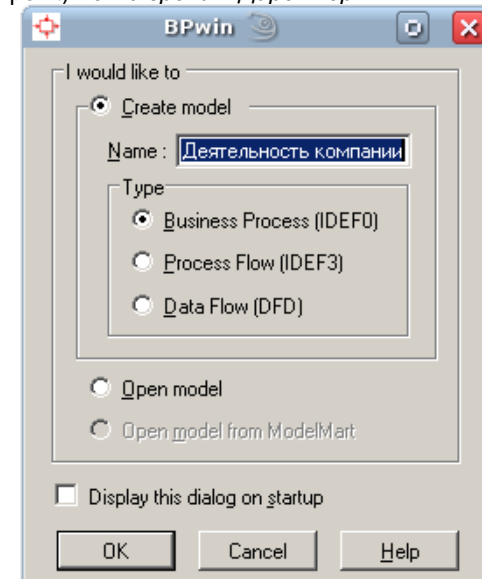 BPwin
I would like to
Create model
Name : Деятельность компании
Type
Business Process (IDEF0)
Process Flow (IDEF3)
Data Flow (DFD)
Open model
Open model from ModelMart
Display this dialog on startup
OK Cancel Help